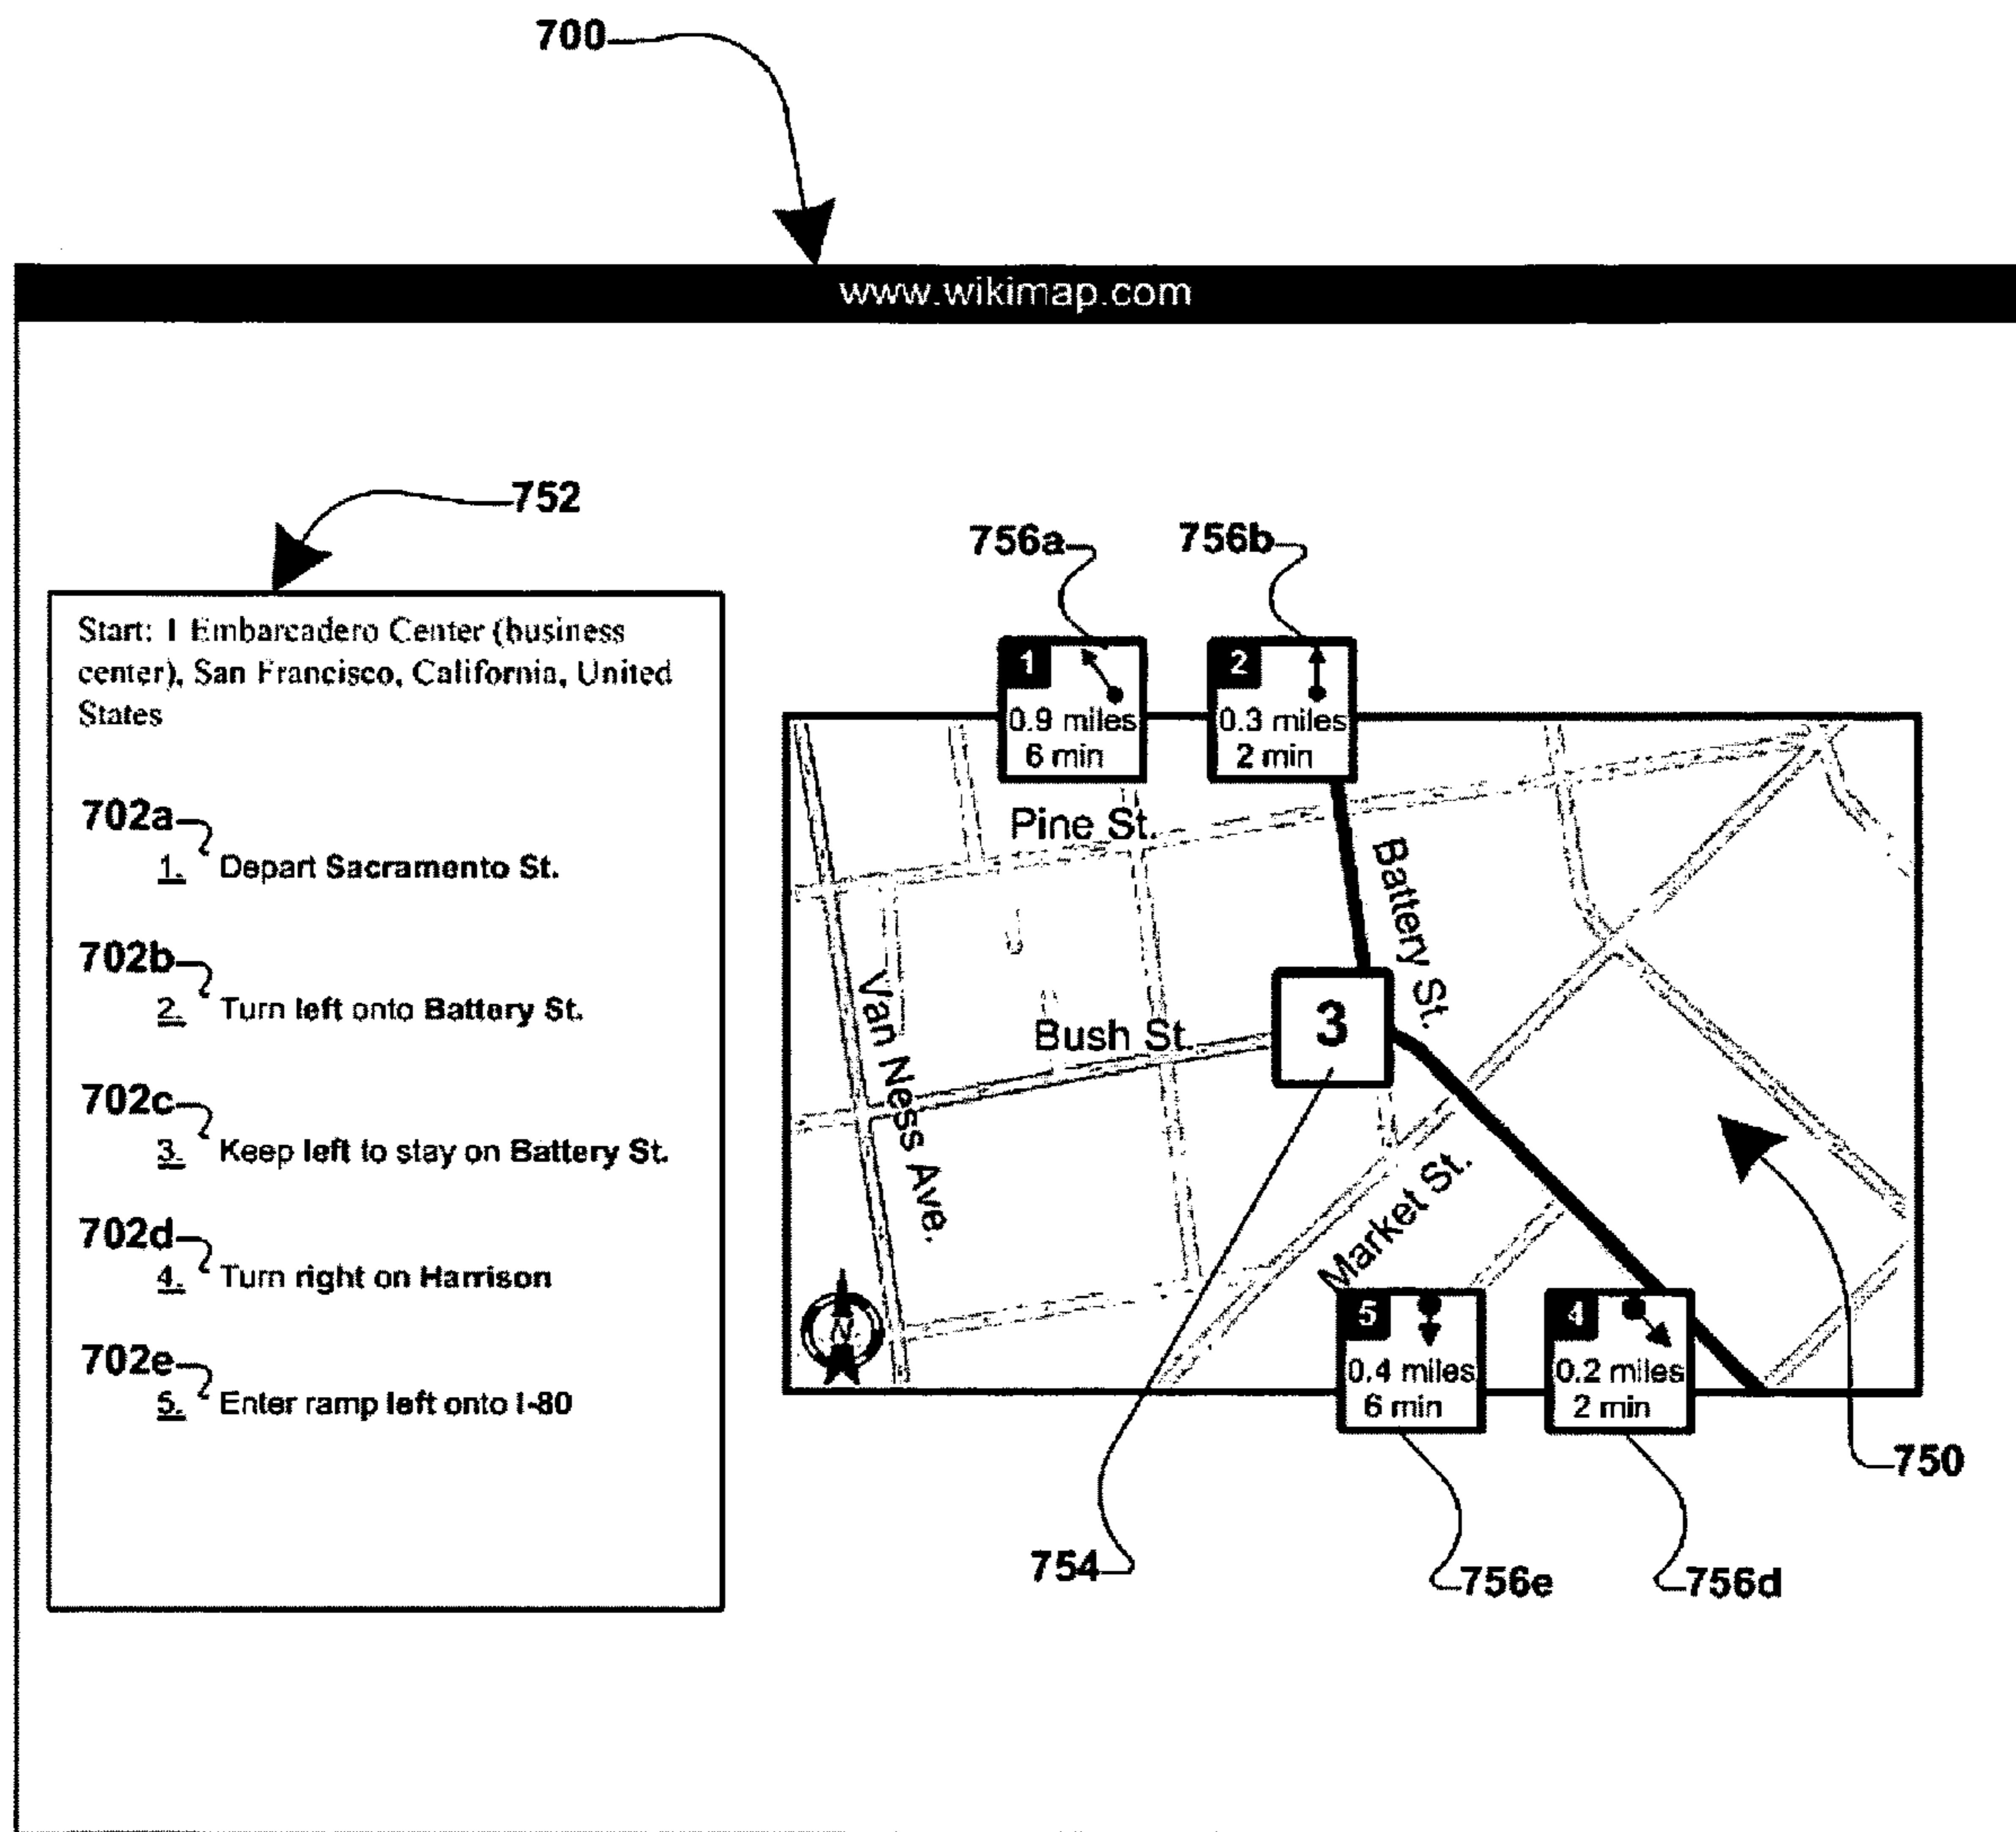 700
www.wikimap.com
752
Start: 1 Embarcadero Center (business
center), San Francisco, California, United
States
702a
1. Depart Sacramento St.
702b
2. Turn left onto Battery St.
702c
3. Keep left to stay on Battery St.
702d
4. Turn right on Harrison
702e
5. Enter ramp left onto I-80
756a
756b
1
0.9 miles
6 min
2
0.3 miles
2 min
Pine St.
Battery St.
Van Ness Ave.
Bush St.
3
Market St.
N
5
0.4 miles
6 min
4
0.2 miles
2 min
750
754
756e
756d